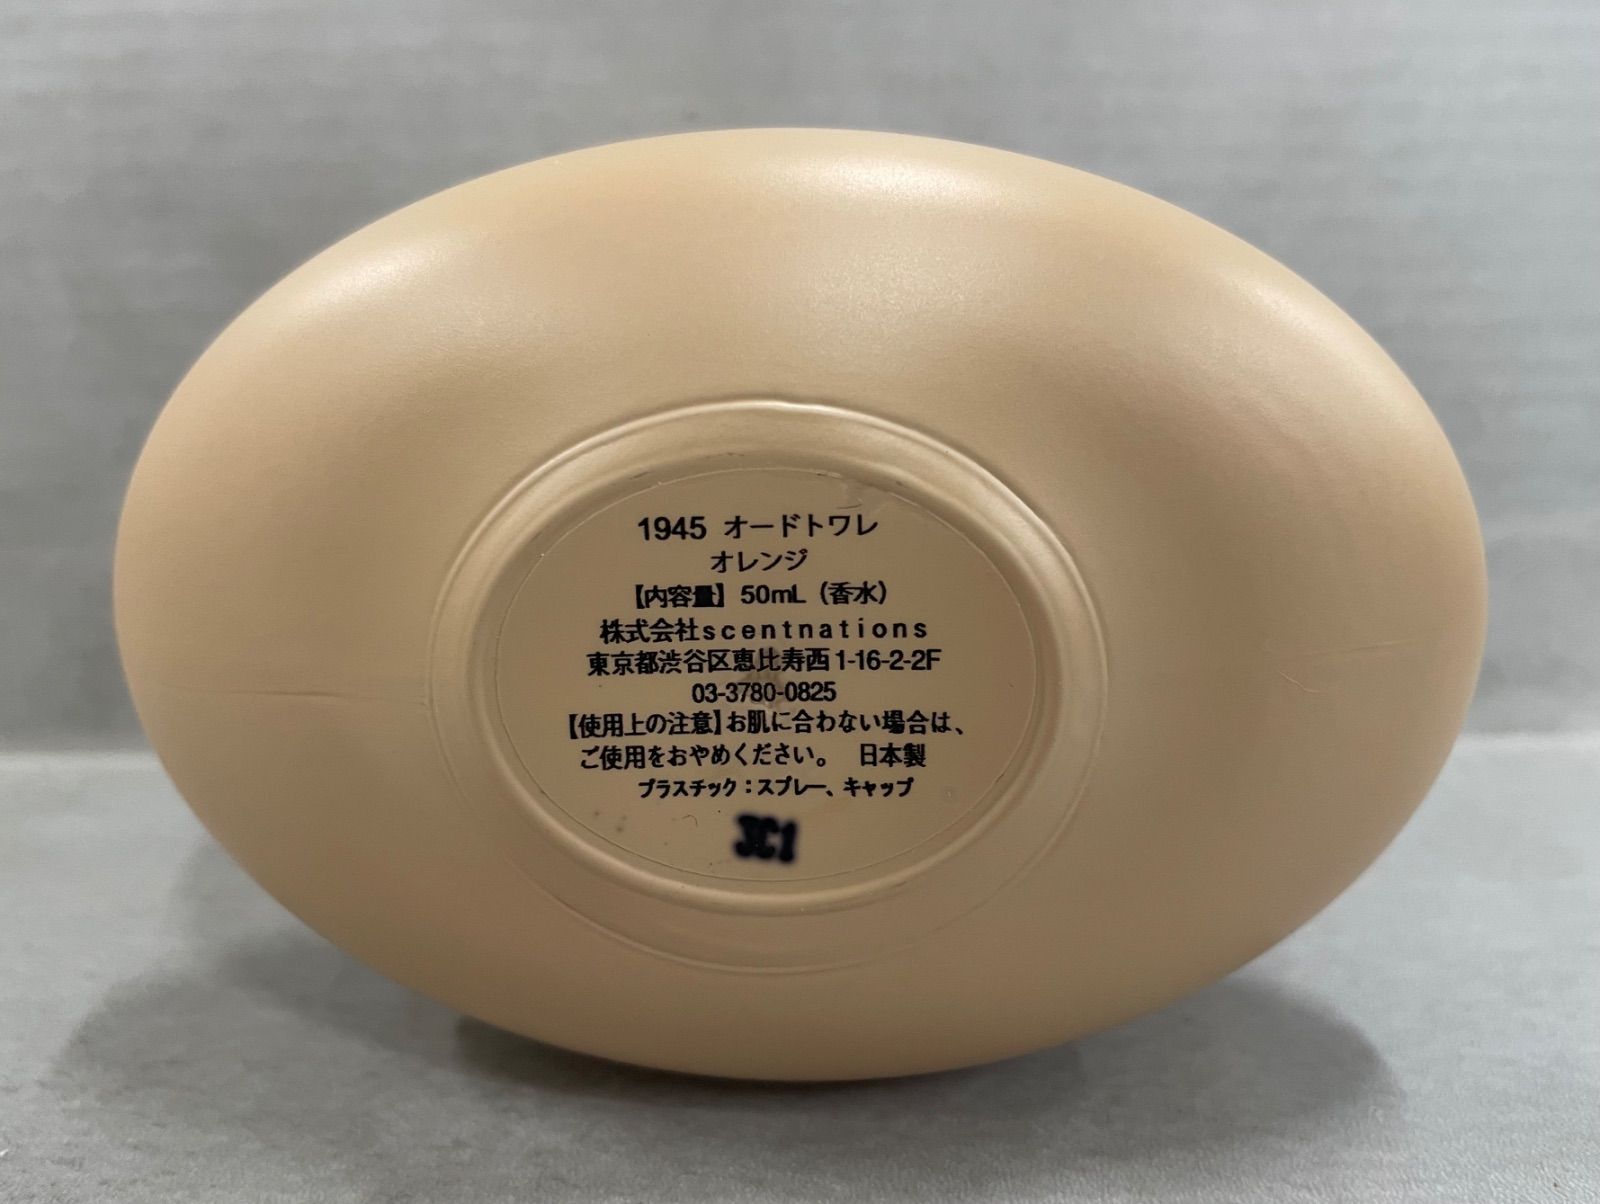 1945 オードトワレ
オレンジ
【内容量】 50mL (香水)
株式会社scentnations
東京都渋谷区恵比寿西1-16-2-2F
03-3780-0825
【使用上の注意】お肌に合わない場合は、
ご使用をおやめください。 日本製
プラスチック:スプレー、キャップ